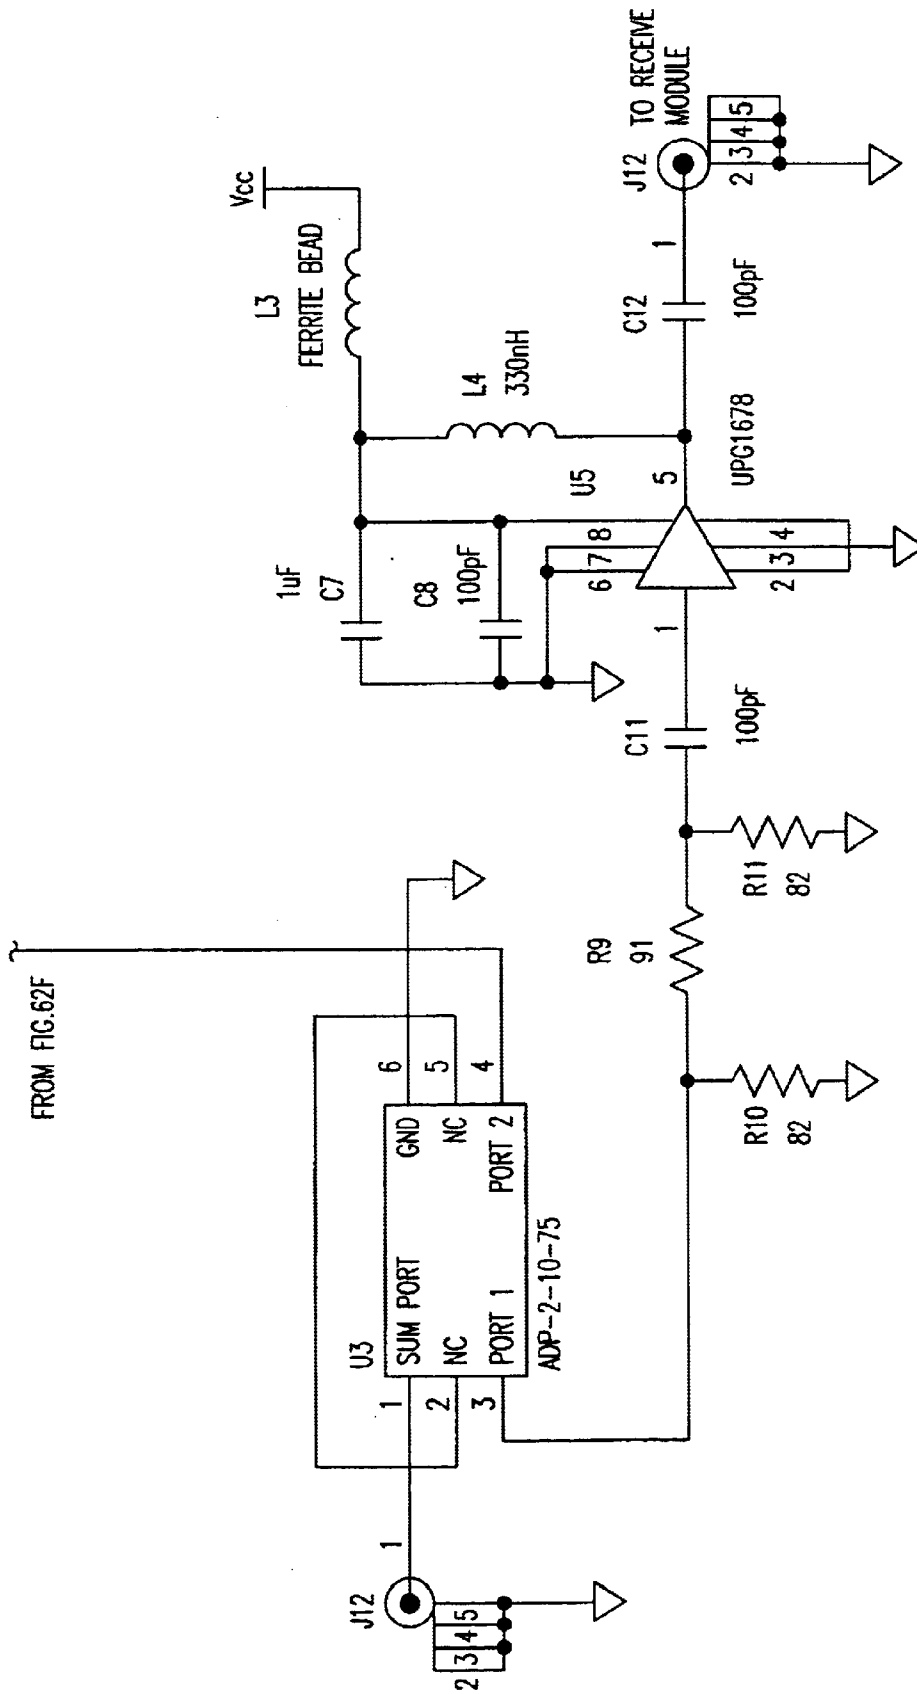 FROM FIG.62F
J12
1
2 3 4 5
U3
SUM PORT
NC
PORT 1
GND
NC
PORT 2
1
2
3
6
5
4
ADP-2-10-75
R10
82
R9
91
R11
82
C11
100pF
1uF
C7
C8
100pF
L3
FERRITE BEAD
Vcc
L4
330nH
U5
1
6 7 8
2 3 4
5
UPG1678
C12
100pF
1
J12
2 3 4 5
TO RECEIVE
MODULE